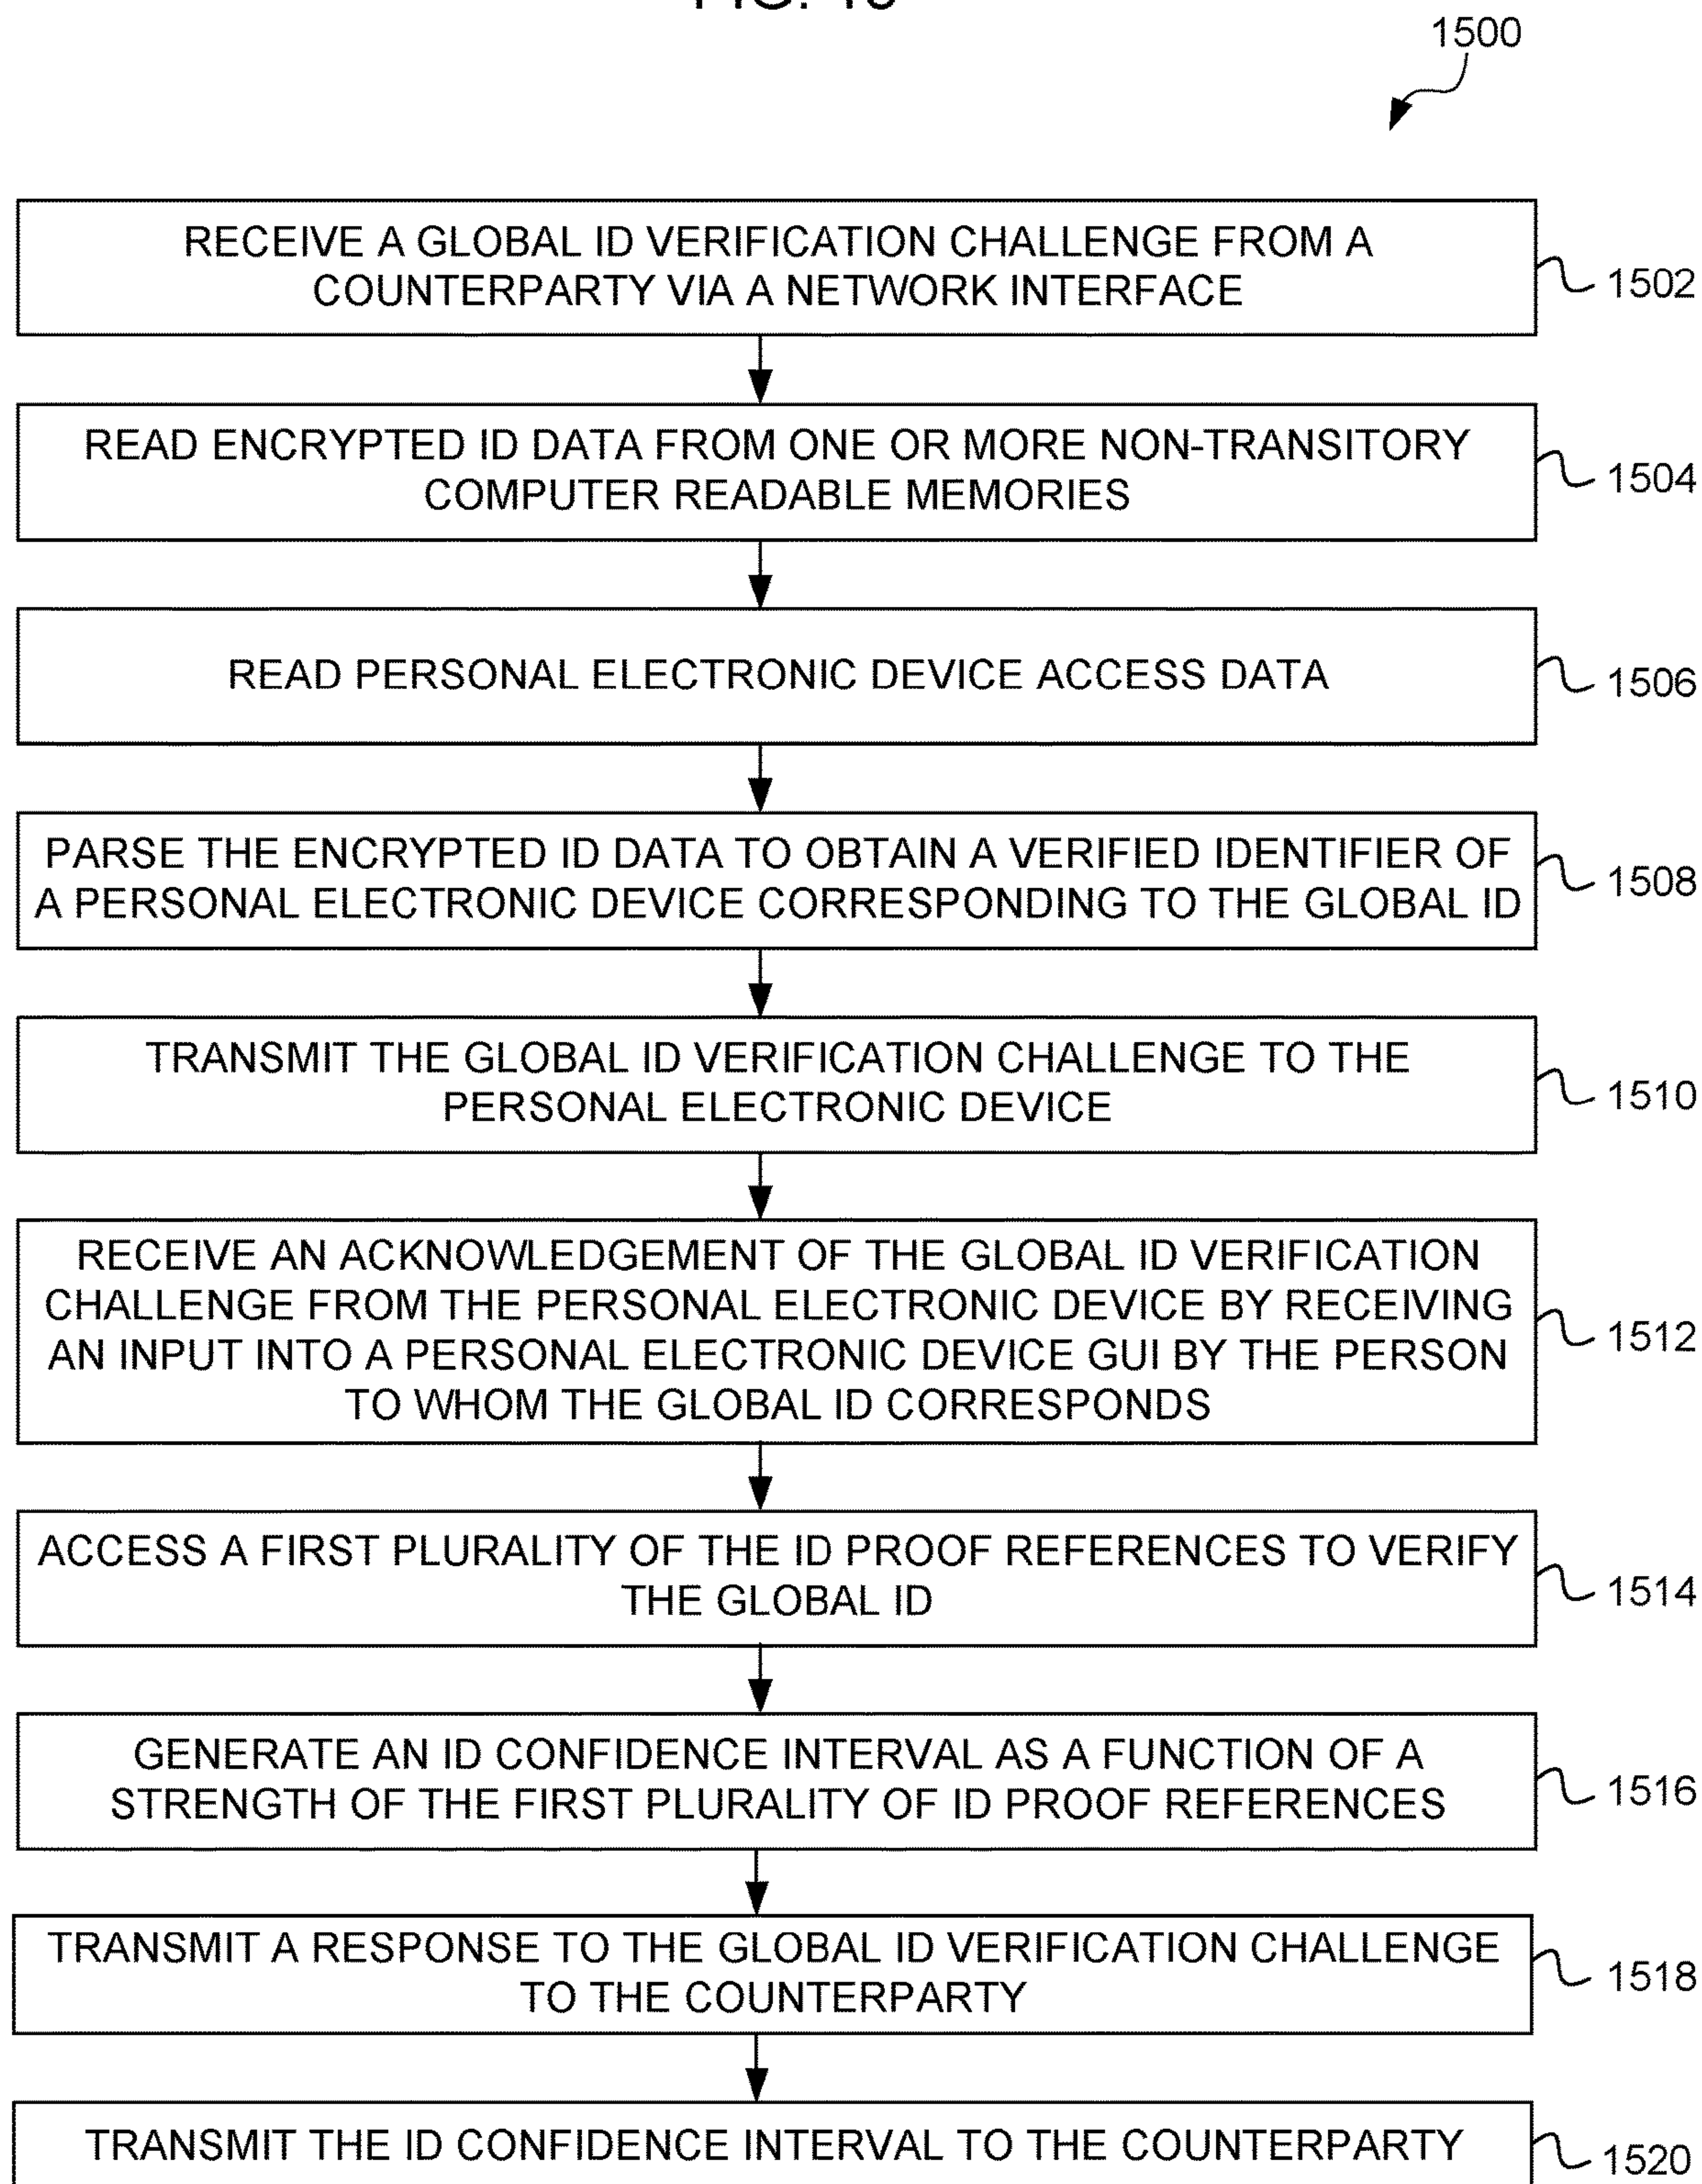 1500
RECEIVE A GLOBAL ID VERIFICATION CHALLENGE FROM A
COUNTERPARTY VIA A NETWORK INTERFACE
1502
READ ENCRYPTED ID DATA FROM ONE OR MORE NON-TRANSITORY
COMPUTER READABLE MEMORIES
1504
READ PERSONAL ELECTRONIC DEVICE ACCESS DATA
1506
PARSE THE ENCRYPTED ID DATA TO OBTAIN A VERIFIED IDENTIFIER OF
A PERSONAL ELECTRONIC DEVICE CORRESPONDING TO THE GLOBAL ID
1508
TRANSMIT THE GLOBAL ID VERIFICATION CHALLENGE TO THE
PERSONAL ELECTRONIC DEVICE
1510
RECEIVE AN ACKNOWLEDGEMENT OF THE GLOBAL ID VERIFICATION
CHALLENGE FROM THE PERSONAL ELECTRONIC DEVICE BY RECEIVING
AN INPUT INTO A PERSONAL ELECTRONIC DEVICE GUI BY THE PERSON
TO WHOM THE GLOBAL ID CORRESPONDS
1512
ACCESS A FIRST PLURALITY OF THE ID PROOF REFERENCES TO VERIFY
THE GLOBAL ID
1514
GENERATE AN ID CONFIDENCE INTERVAL AS A FUNCTION OF A
STRENGTH OF THE FIRST PLURALITY OF ID PROOF REFERENCES
1516
TRANSMIT A RESPONSE TO THE GLOBAL ID VERIFICATION CHALLENGE
TO THE COUNTERPARTY
1518
TRANSMIT THE ID CONFIDENCE INTERVAL TO THE COUNTERPARTY
1520